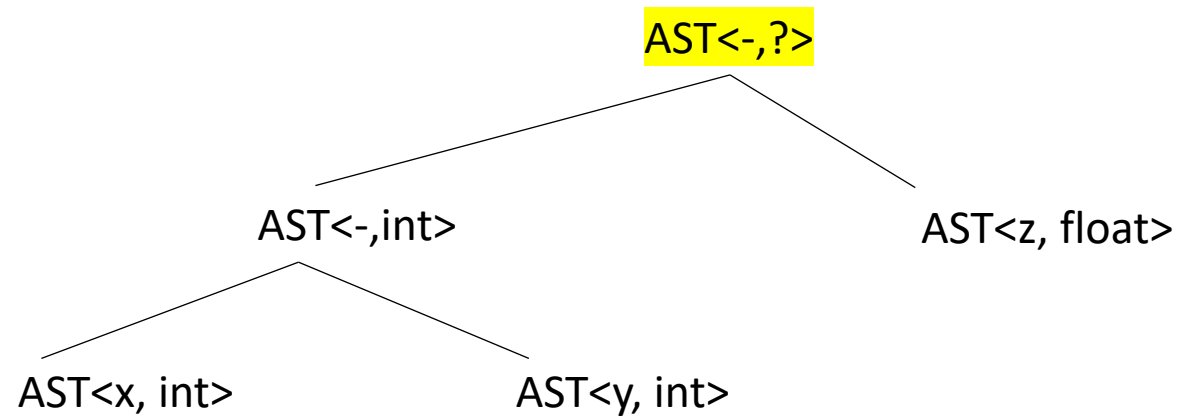 AST<-,?>
AST<-,int>
AST<z, float>
AST<x, int>
AST<y, int>